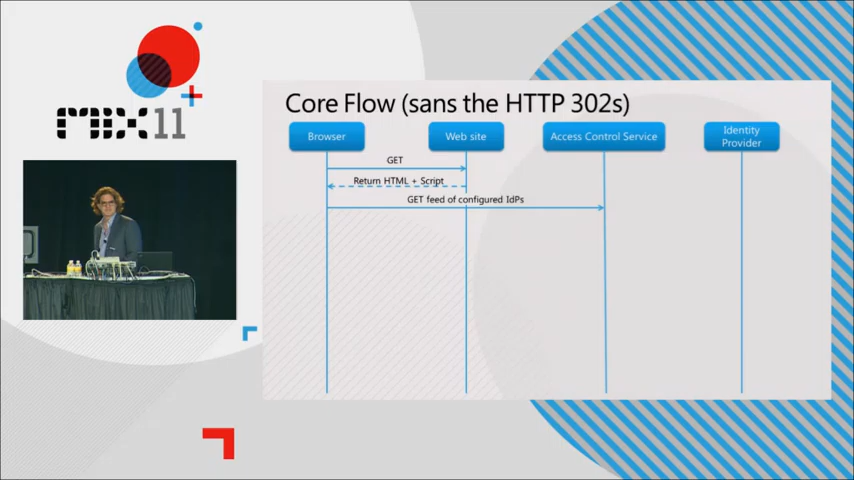 MIX11
Core Flow (sans the HTTP 302s)
Browser
Web site
Access Control Service
Identity
Provider
GET
Return HTML + Script
GET feed of configured IdPs